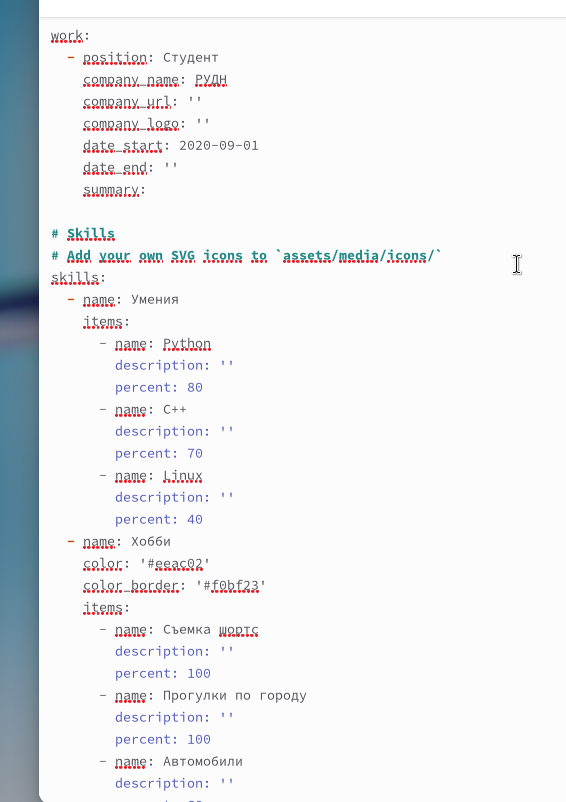 work:
- position: Студент
company_name: РУДН
company_url: ''
company_logo: ''
date_start: 2020-09-01
date_end: ''
summary:
# Skills
# Add your own SVG icons to `assets/media/icons/`
skills:
- name: Умения
items:
- name: Python
description: ''
percent: 80
- name: C++
description: ''
percent: 70
- name: Linux
description: ''
percent: 40
- name: Хобби
color: '#eeac02'
color_border: '#f0bf23'
items:
- name: Съемка шортс
description: ''
percent: 100
- name: Прогулки по городу
description: ''
percent: 100
- name: Автомобили
description: ''